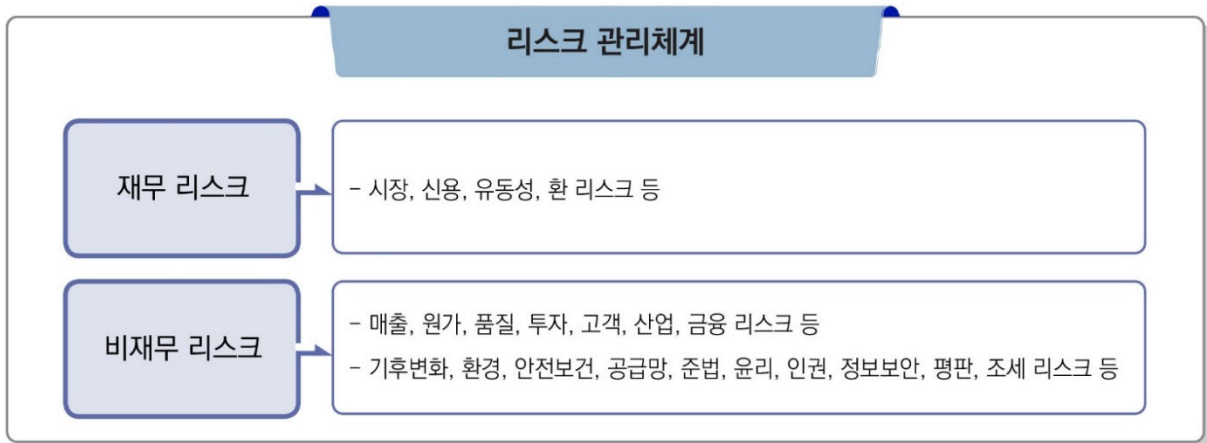 리스크 관리체계
재무 리스크
- 시장, 신용, 유동성, 환 리스크 등
비재무 리스크
- 매출, 원가, 품질, 투자, 고객, 산업, 금융 리스크 등
- 기후변화, 환경, 안전보건, 공급망, 준법, 윤리, 인권, 정보보안, 평판, 조세 리스크 등